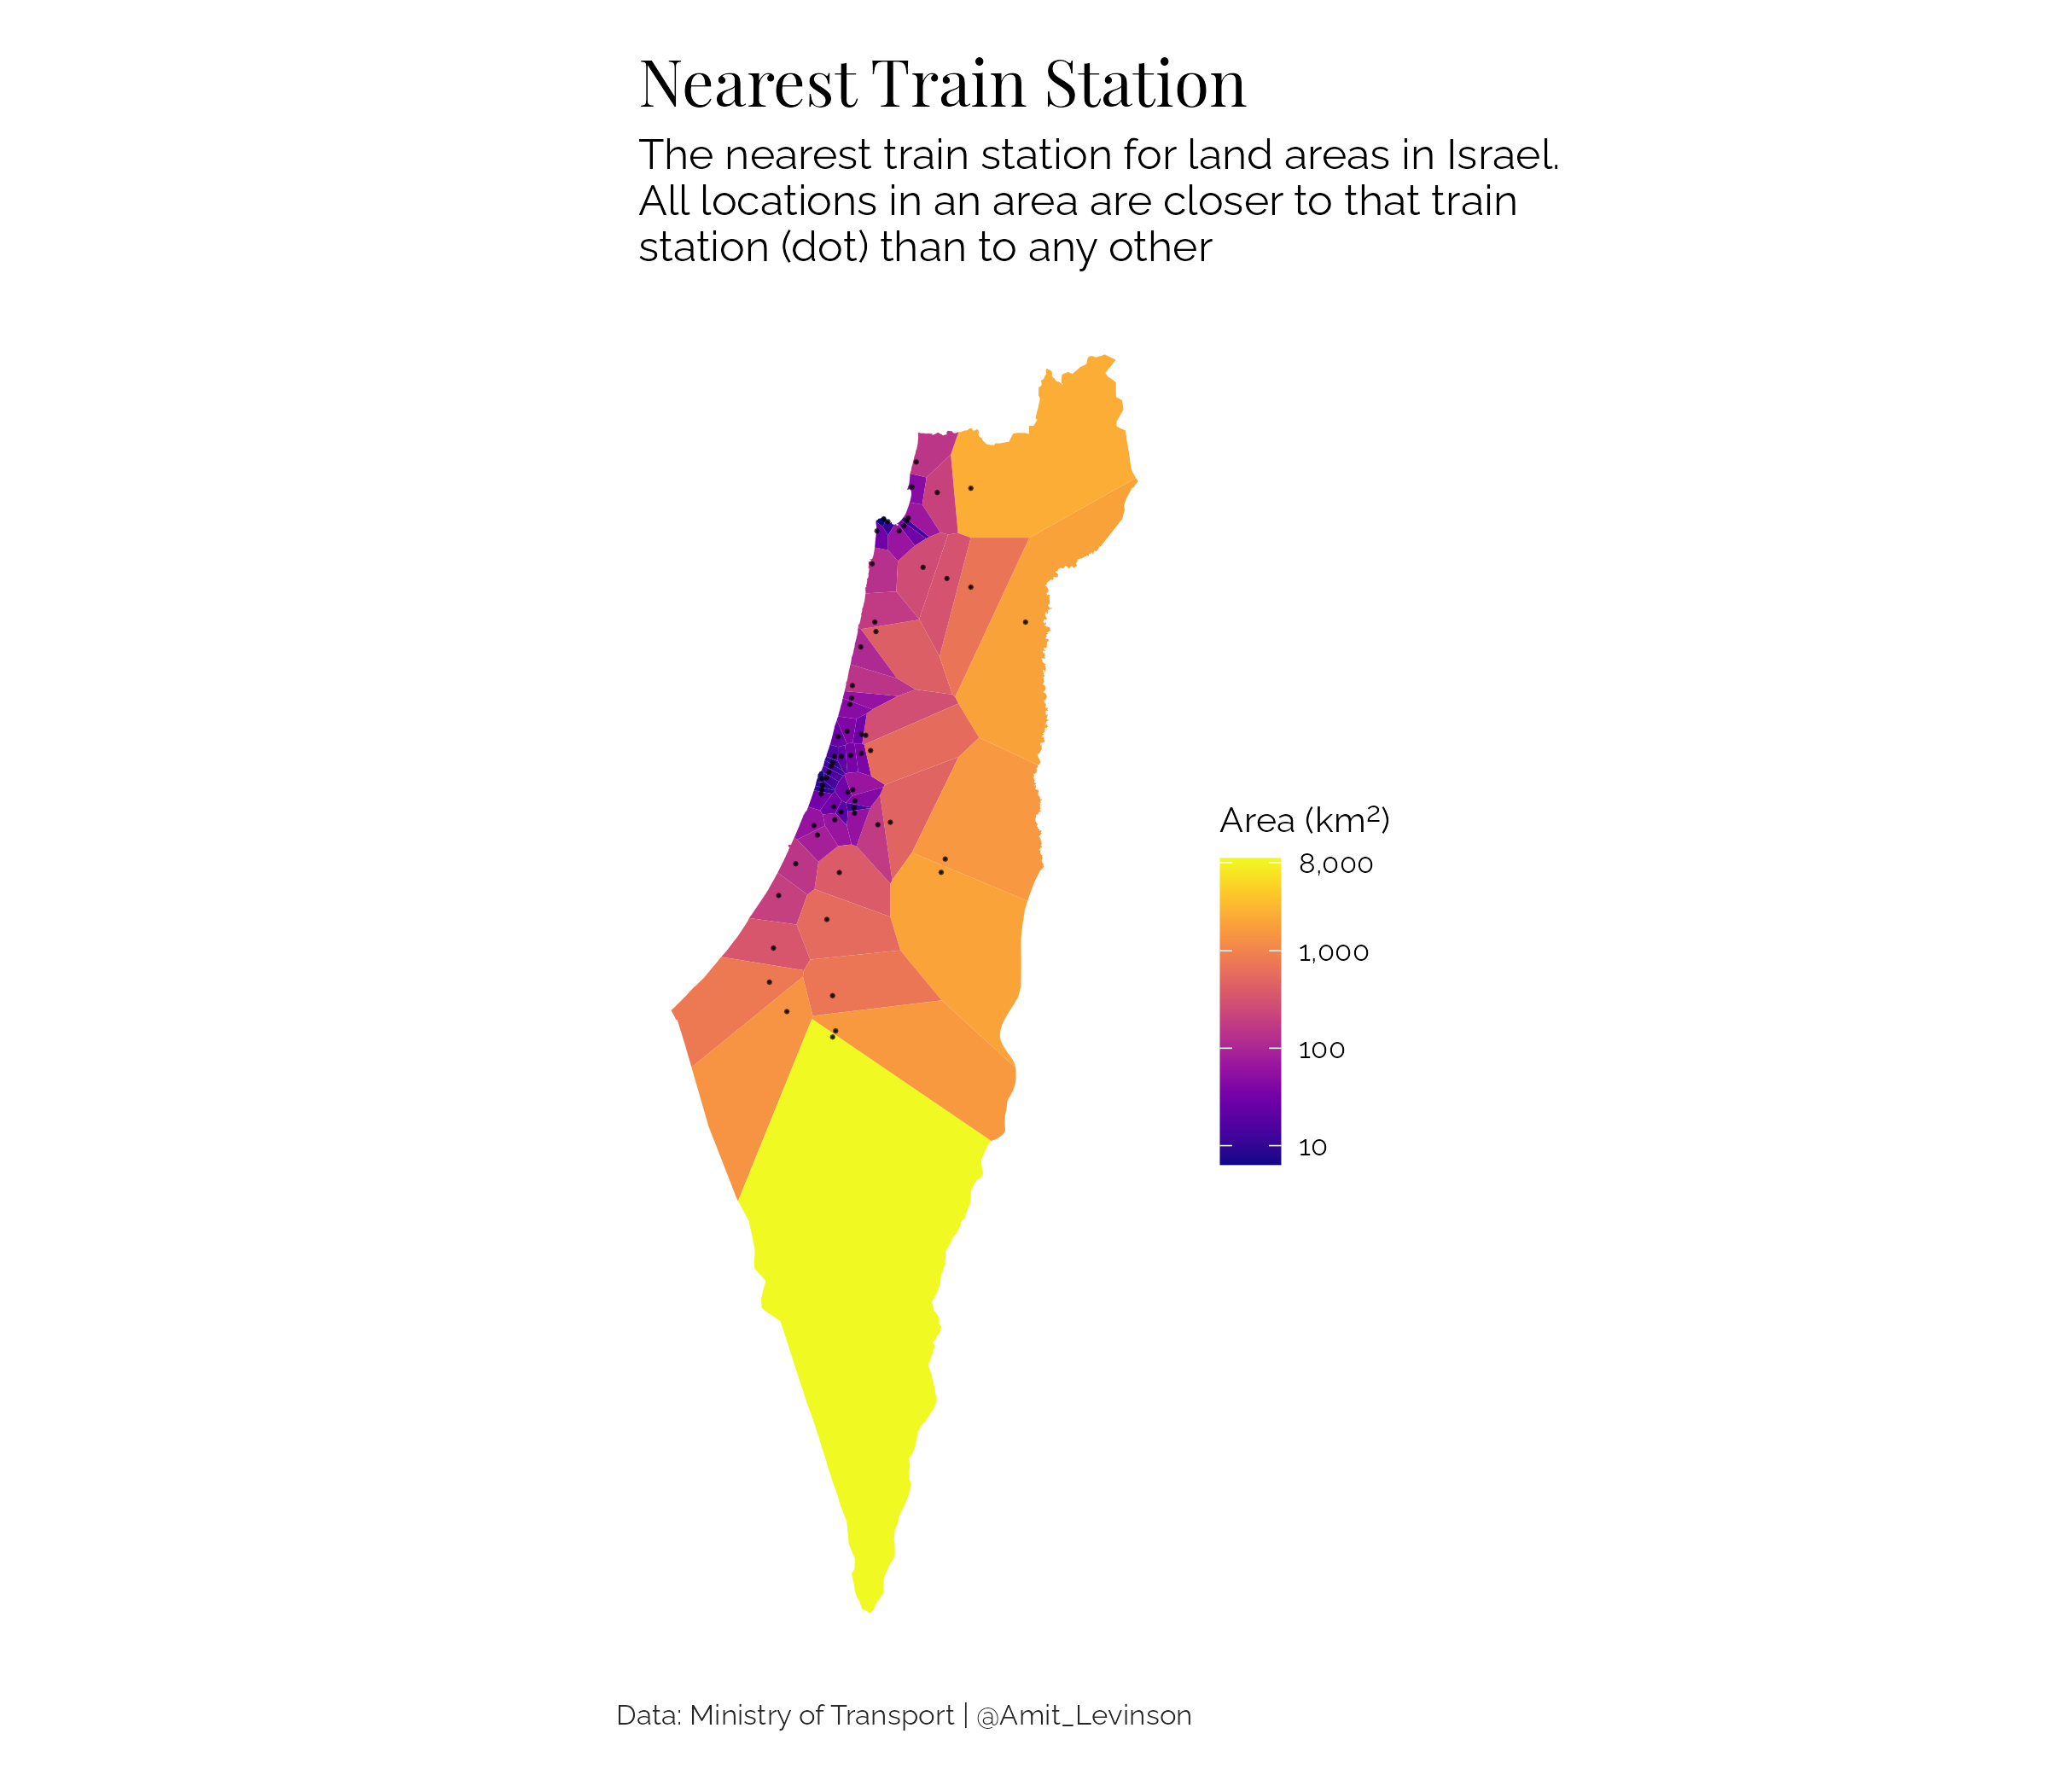 Nearest Train Station
The nearest train station for land areas in Israel.
All locations in an area are closer to that train
station (dot) than to any other
Area (km²)
8,000
1,000
100
10
Data: Ministry of Transport | @Amit_Levinson